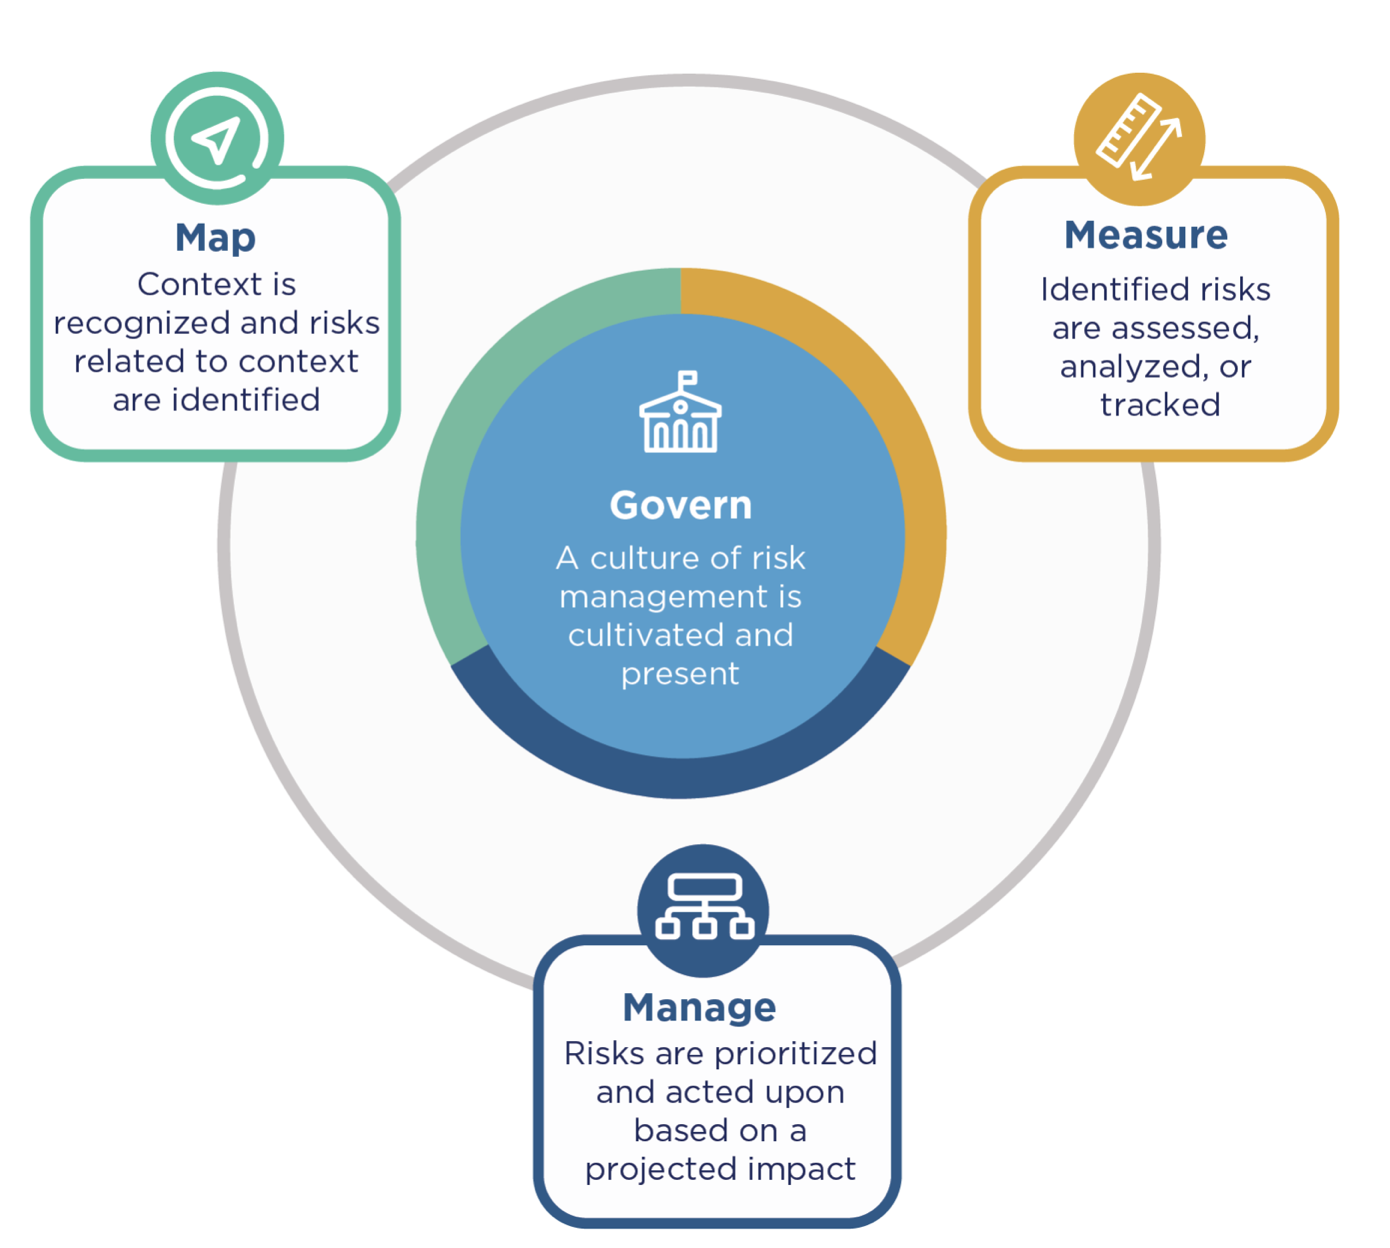 Map
Context is
recognized and risks
related to context
are identified
Measure
Identified risks
are assessed,
analyzed, or
tracked
Govern
A culture of risk
management is
cultivated and
present
Manage
Risks are prioritized
and acted upon
based on a
projected impact